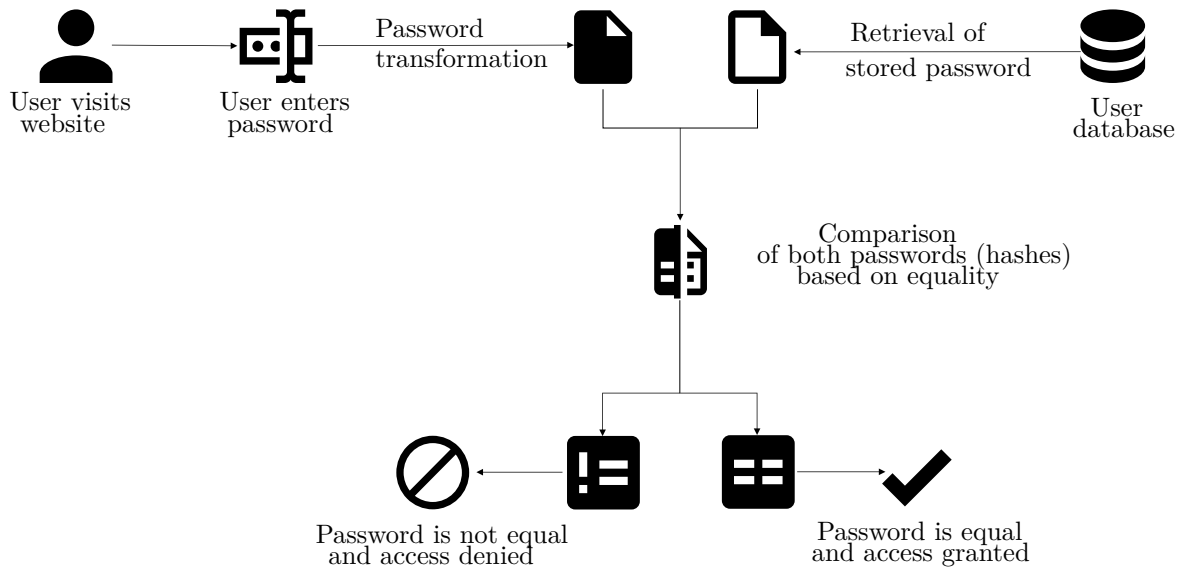 Password
transformation
Retrieval of
stored password
User visits
website
User enters
password
User
database
Comparison
of both passwords (hashes)
based on equality
Password is not equal
and access denied
Password is equal
and access granted